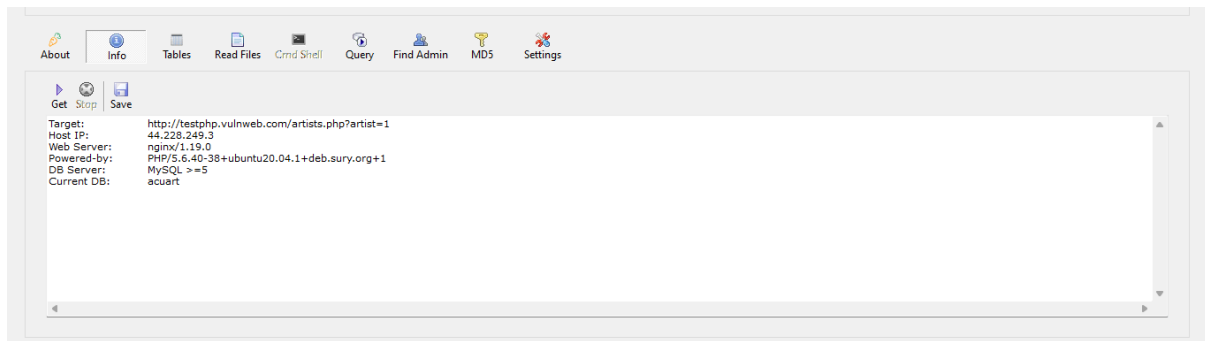 About Info Tables Read Files Cmd Shell Query Find Admin MD5 Settings
Get Stop Save
Target: http://testphp.vulnweb.com/artists.php?artist=1
Host IP: 44.228.249.3
Web Server: nginx/1.19.0
Powered-by: PHP/5.6.40-38+ubuntu20.04.1+deb.sury.org+1
DB Server: MySQL >=5
Current DB: acuart